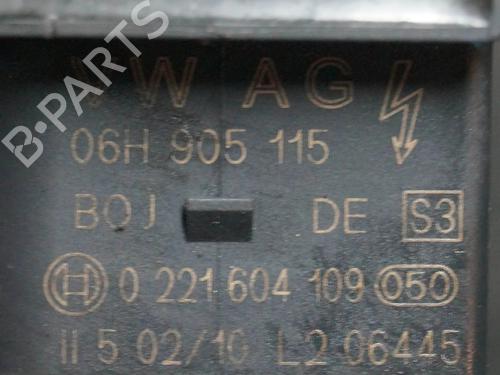 B-PARTS
VW AG
06H 905 115
BOJ DE S3
0 221 604 109 050
II 5 02/10 L2 06445